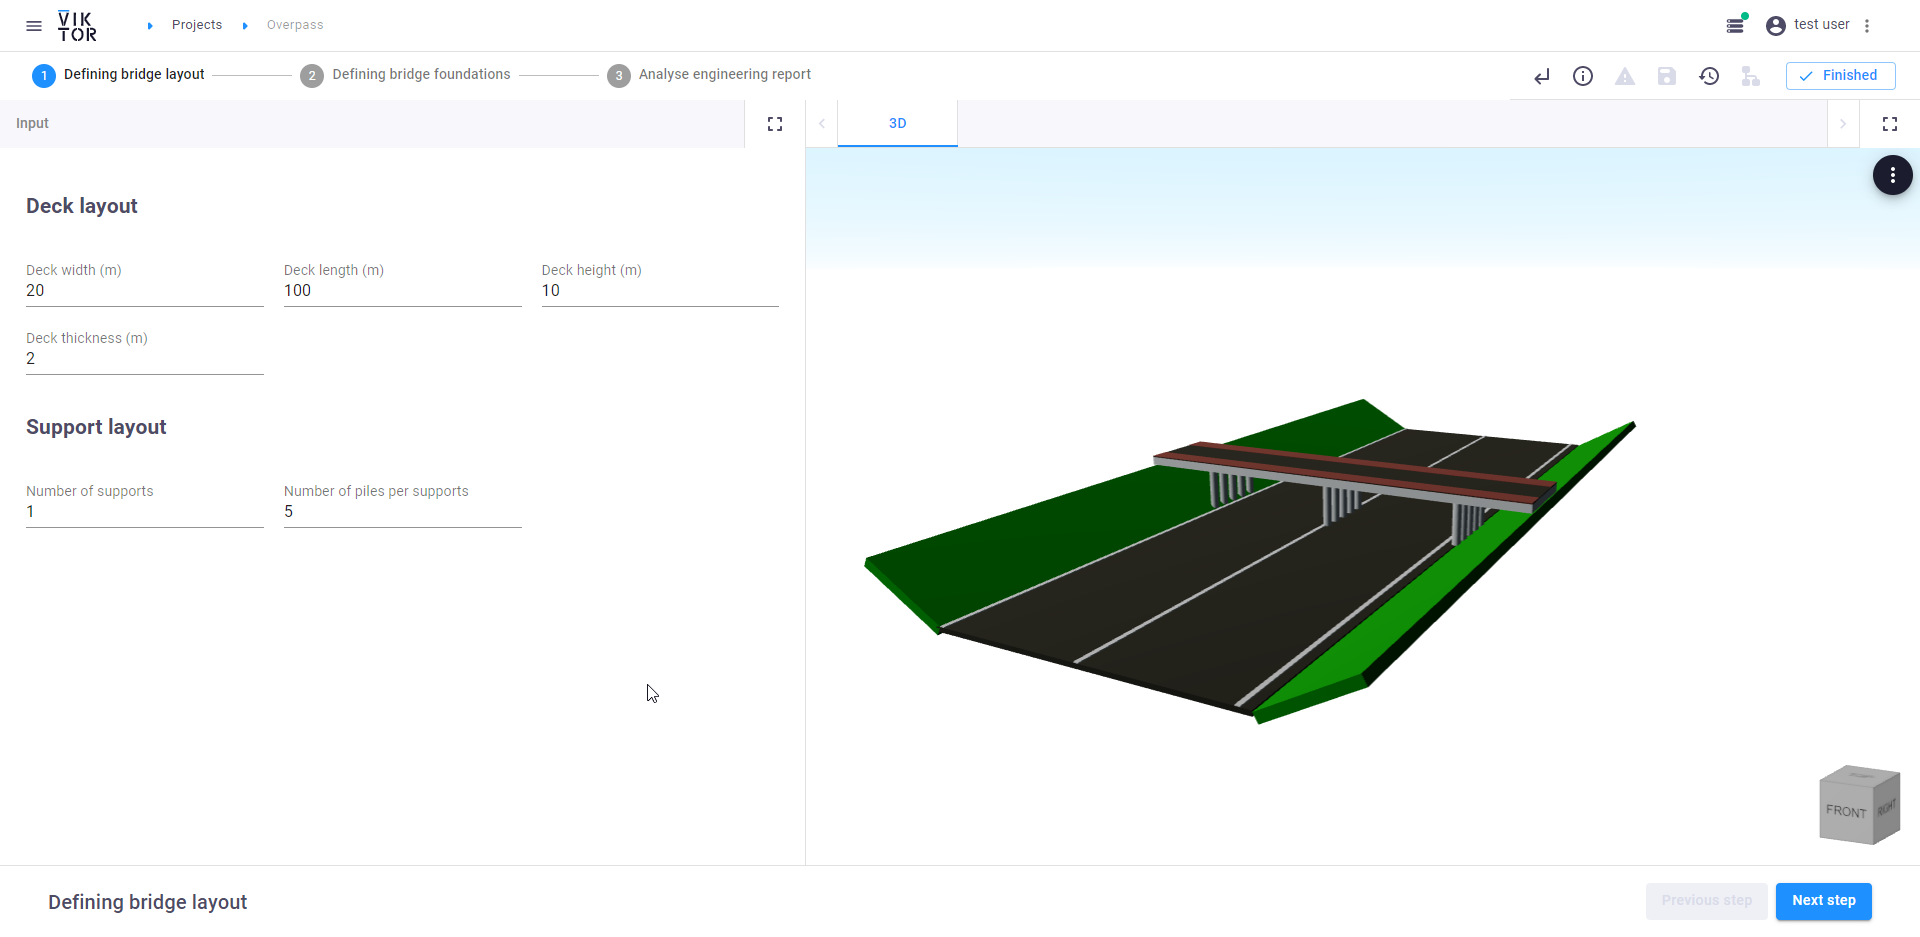 VIK
TOR
Projects
Overpass
test user
1 Defining bridge layout
2 Defining bridge foundations
3 Analyse engineering report
Finished
Input
3D
Deck layout
Deck width (m)
Deck length (m)
Deck height (m)
20
100
10
Deck thickness (m)
2
Support layout
Number of supports
Number of piles per supports
1
5
FRONT
RIGHT
Defining bridge layout
Previous step
Next step